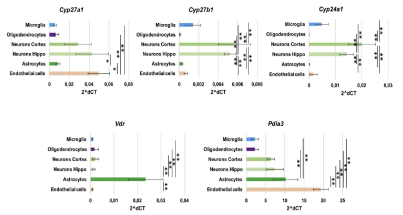 Cyp27a1
Cyp27b1
Cyp24a1
Microglia
Oligodendrocytes
Neurons Cortex
Neurons Hippo
Astrocytes
Endothelial cells
0 0,02 0,04 0,06 0,08
2^dCT
Microglia
Oligodendrocytes
Neurons Cortex
Neurons Hippo
Astrocytes
Endothelial cells
0 0,002 0,004 0,006 0,008
2^dCT
Microglia
Oligodendrocytes
Neurons Cortex
Neurons Hippo
Astrocytes
Endothelial cells
0 0,01 0,02 0,03
2^dCT
Vdr
Pdia3
Microglia
Oligodendrocytes
Neurons Cortex
Neurons Hippo
Astrocytes
Endothelial cells
0 0,01 0,02 0,03 0,04
2^dCT
Microglia
Oligodendrocytes
Neurons Cortex
Neurons Hippo
Astrocytes
Endothelial cells
0 5 10 15 20 25
2^dCT